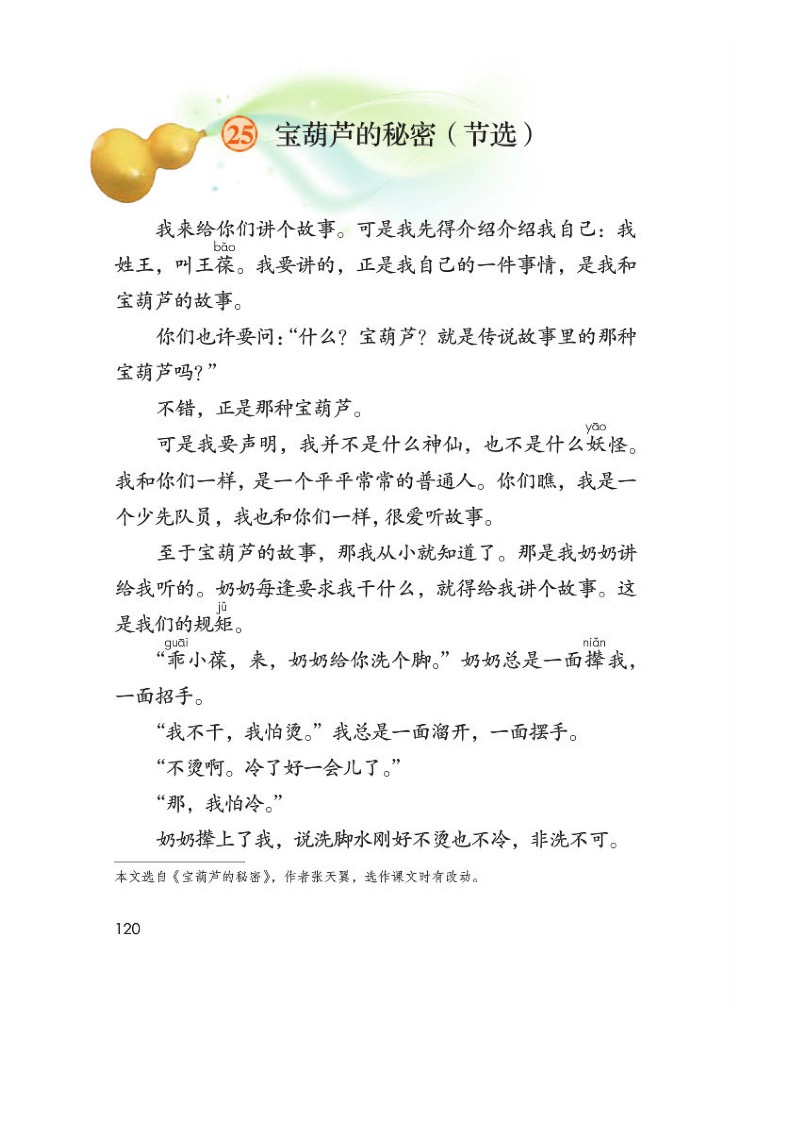 25 宝葫芦的秘密（节选）
我来给你们讲个故事。可是我先得介绍介绍我自己：我
bǎo
姓王，叫王葆。我要讲的，正是我自己的一件事情，是我和
宝葫芦的故事。
你们也许要问：“什么？宝葫芦？就是传说故事里的那种
宝葫芦吗？”
不错，正是那种宝葫芦。
yāo
可是我要声明，我并不是什么神仙，也不是什么妖怪。
我和你们一样，是一个平平常常的普通人。你们瞧，我是一
个少先队员，我也和你们一样，很爱听故事。
至于宝葫芦的故事，那我从小就知道了。那是我奶奶讲
给我听的。奶奶每逢要求我干什么，就得给我讲个故事。这
jǔ
是我们的规矩。
guāi niǎn
“乖小葆，来，奶奶给你洗个脚。”奶奶总是一面撵我，
一面招手。
“我不干，我怕烫。”我总是一面溜开，一面摆手。
“不烫啊。冷了好一会儿了。”
“那，我怕冷。”
奶奶撵上了我，说洗脚水刚好不烫也不冷，非洗不可。
本文选自《宝葫芦的秘密》，作者张天翼，选作课文时有改动。
120